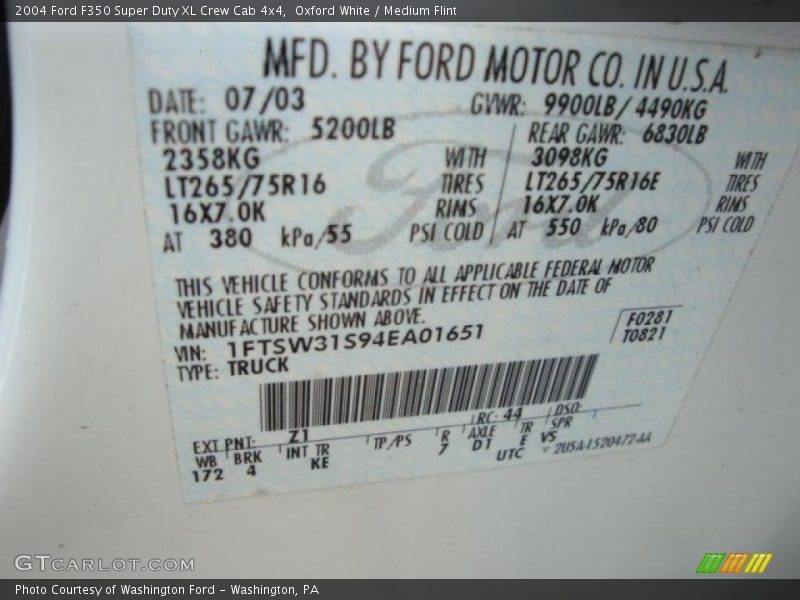 2004 Ford F350 Super Duty XL Crew Cab 4x4, Oxford White / Medium Flint
MFD. BY FORD MOTOR CO. IN U.S.A.
DATE: 07/03 GVWR: 9900LB/ 4490KG
FRONT GAWR: 5200LB REAR GAWR: 6830LB
2358KG WITH 3098KG WITH
LT265/75R16 TIRES LT265/75R16E TIRES
16X7.0K RIMS 16X7.0K RIMS
AT 380 kPa/55 PSI COLD AT 550 kPa/80 PSI COLD
Ford
THIS VEHICLE CONFORMS TO ALL APPLICABLE FEDERAL MOTOR
VEHICLE SAFETY STANDARDS IN EFFECT ON THE DATE OF
MANUFACTURE SHOWN ABOVE.
F0281
T0821
VIN: 1FTSW31S94EA01651
TYPE: TRUCK
EXT PNT: Z1 RC: 44 DSO:
WB BRK INT TR TP/PS R AXLE TR SPR
172 4 KE 7 D1 E V5
UTC 2U5A-1520472-AA
GTCARLOT.COM
Photo Courtesy of Washington Ford - Washington, PA